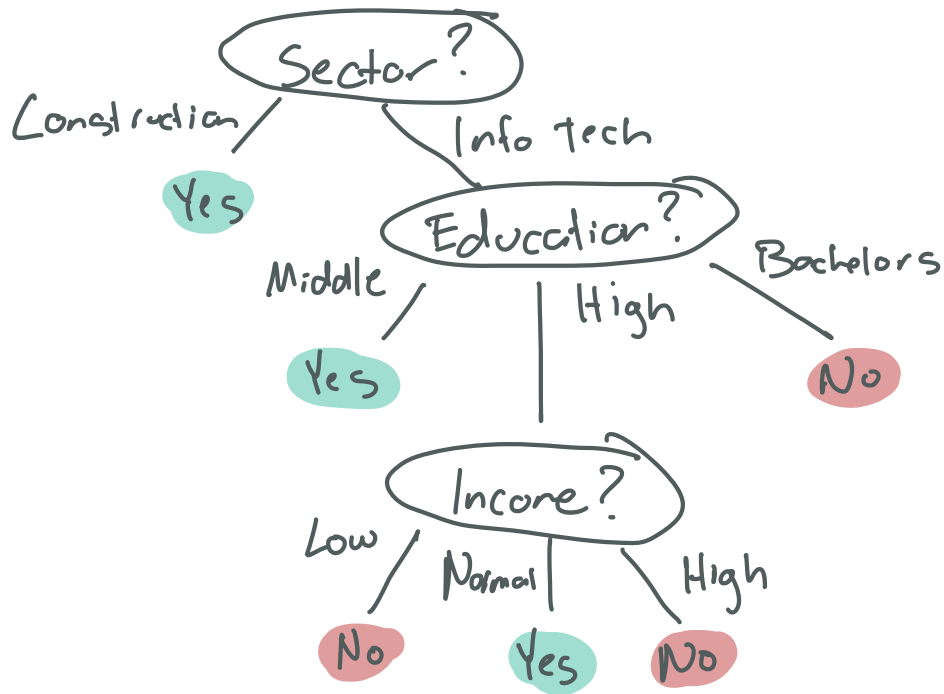 Sector?
Construction
Info tech
Yes
Education?
Middle
High
Bachelors
Yes
No
Income?
Low
Normal
High
No
Yes
No